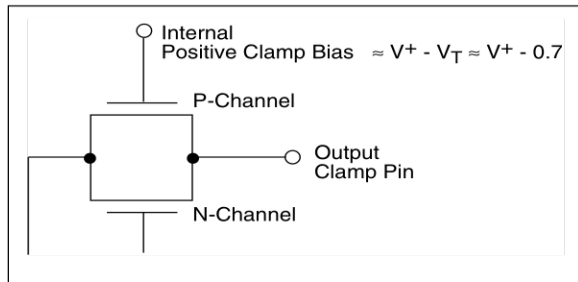 Internal
Positive Clamp Bias ≈ V+ - VT ≈ V+ - 0.7
P-Channel
Output
Clamp Pin
N-Channel